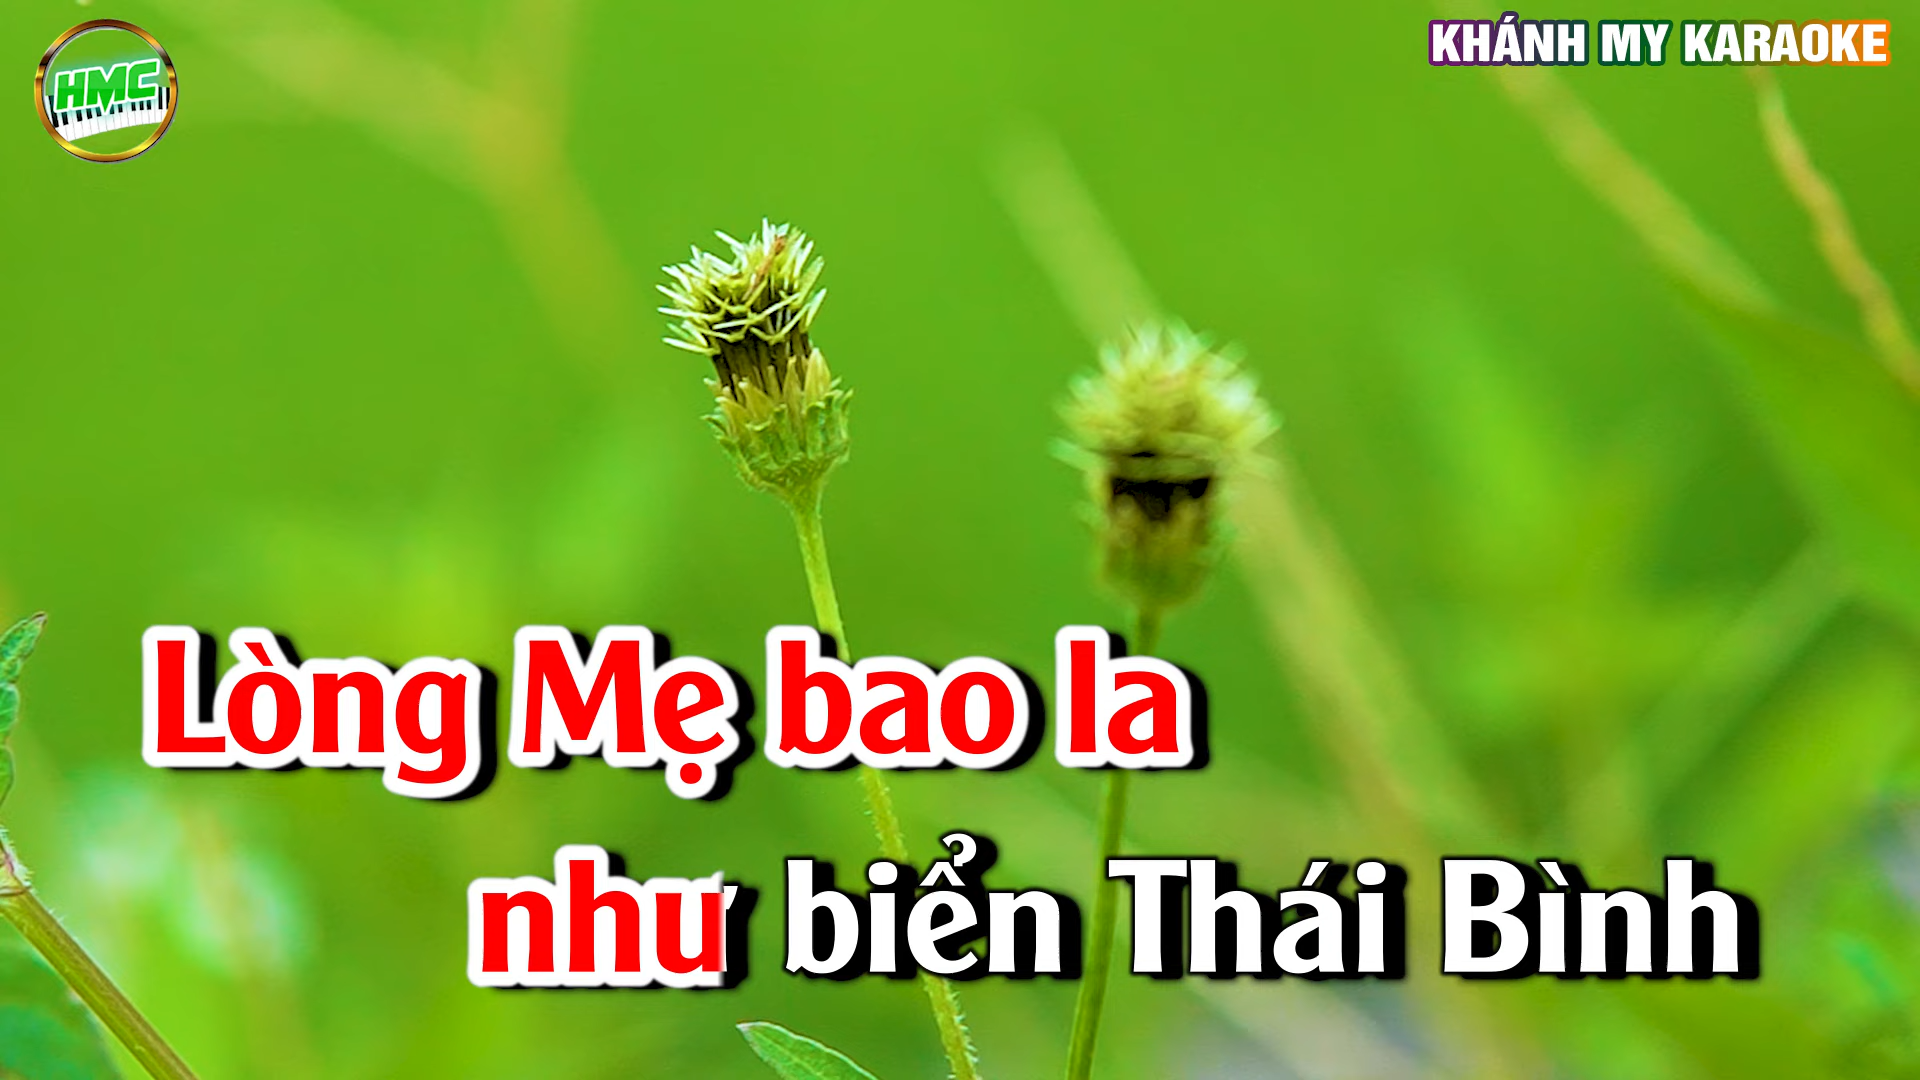 HMC
KHÁNH MY KARAOKE
Lòng Mẹ bao la
như biển Thái Bình